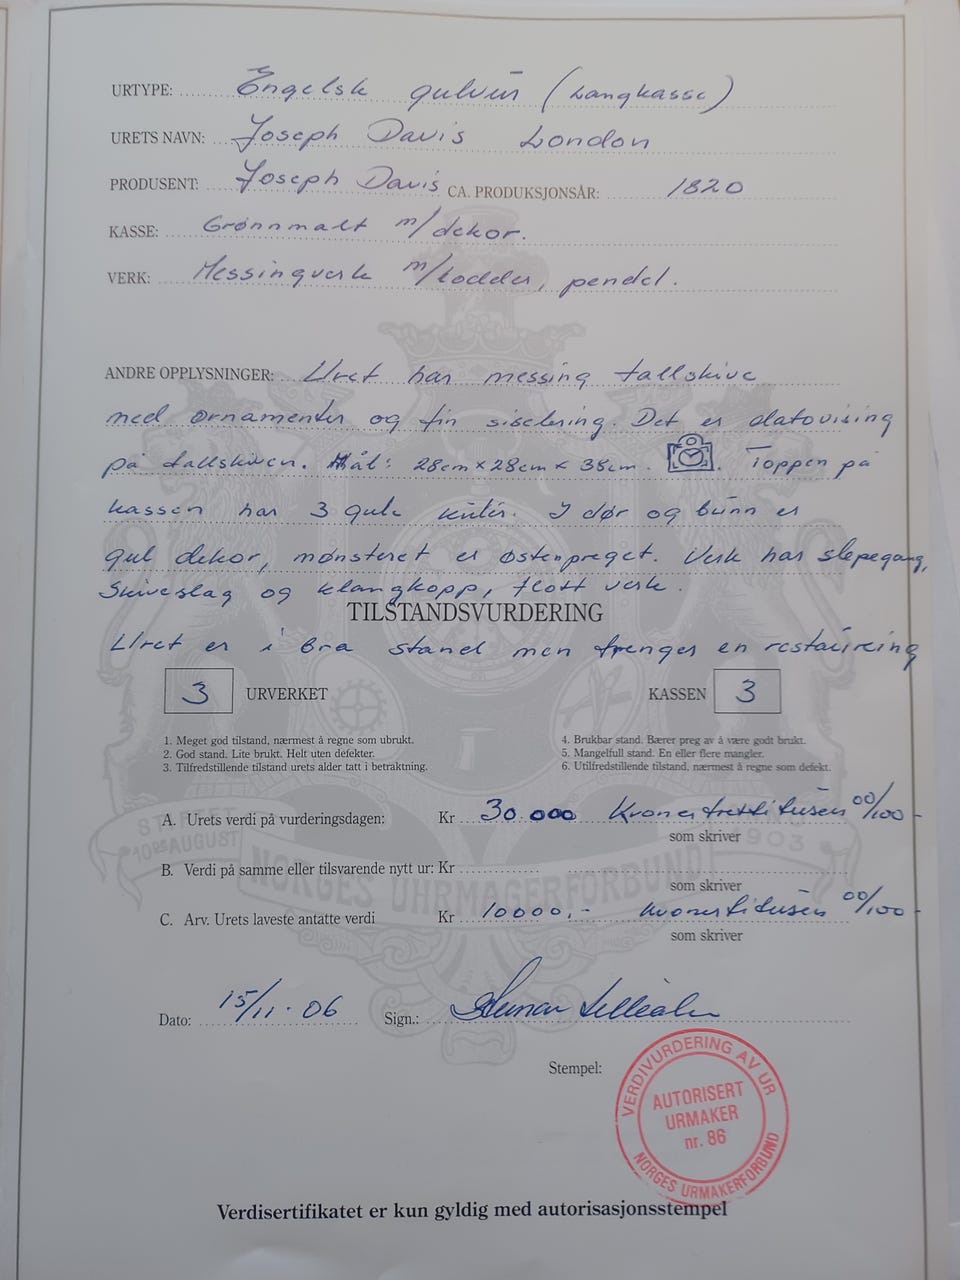 URTYPE: Engelsk gulvur (Langkasse)
URETS NAVN: Joseph Davis London
PRODUSENT: Joseph Davis CA. PRODUKSJONSÅR: 1820
KASSE: Grønnmalt m/dekor.
VERK: Messingverk m/lodder, pendel.
ANDRE OPPLYSNINGER: Uret har messing tallskive
med ornamenter og fin siselering. Det er datovising
på tallskiven. Mål: 28cm x 28cm x 38cm. Toppen på
kassen har 3 gule kuler. I dør og bunn er
gul dekor, mønsteret er østenpreget. Verk har slepegang,
Skiveslag og klangkopp, flott verk.
TILSTANDSVURDERING
Uret er i Bra stand men trenger en restaurering
3 URVERKET KASSEN 3
1. Meget god tilstand, nærmest å regne som ubrukt.
2. God stand. Lite brukt. Helt uten defekter.
3. Tilfredstillende tilstand urets alder tatt i betraktning.
4. Brukbar stand. Bærer preg av å være godt brukt.
5. Mangelfull stand. En eller flere mangler.
6. Utilfredstillende tilstand, nærmest å regne som defekt.
A. Urets verdi på vurderingsdagen: Kr 30.000 Kronertrettitusen 00/100-
som skriver
B. Verdi på samme eller tilsvarende nytt ur: Kr
som skriver
C. Arv. Urets laveste antatte verdi Kr 10000,- Kronertitusen 00/100-
som skriver
STIFTET 10DE AUGUST 1903
NORGES UHRMAGERFORBUND
Dato: 15/11-06 Sign.:
Stempel:
VERDIVURDERING AV UR
AUTORISERT
URMAKER
nr. 86
NORGES URMAKERFORBUND
Verdisertifikatet er kun gyldig med autorisasjonsstempel